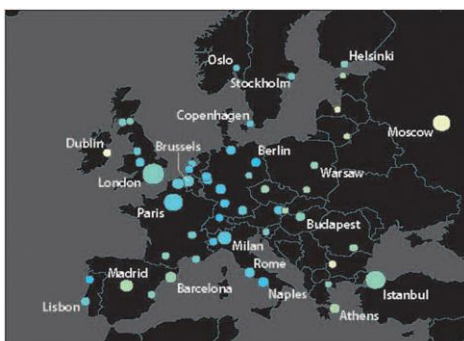 Oslo
Helsinki
Stockholm
Copenhagen
Moscow
Dublin
Brussels
Berlin
London
Warsaw
Paris
Budapest
Milan
Madrid
Rome
Lisbon
Barcelona
Naples
Istanbul
Athens